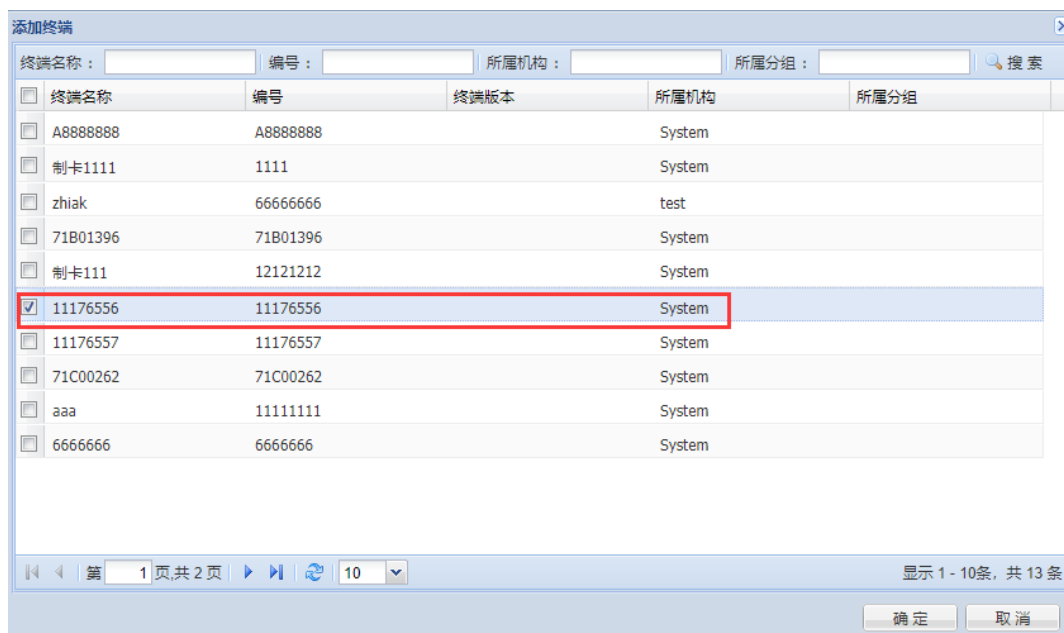 添加终端
终端名称： 编号： 所属机构： 所属分组： 搜索
终端名称 编号 终端版本 所属机构 所属分组
A8888888 A8888888 System
制卡1111 1111 System
zhiak 66666666 test
71B01396 71B01396 System
制卡111 12121212 System
11176556 11176556 System
11176557 11176557 System
71C00262 71C00262 System
aaa 11111111 System
6666666 6666666 System
第 1 页,共 2 页 10 显示 1 - 10条, 共 13 条
确定 取消